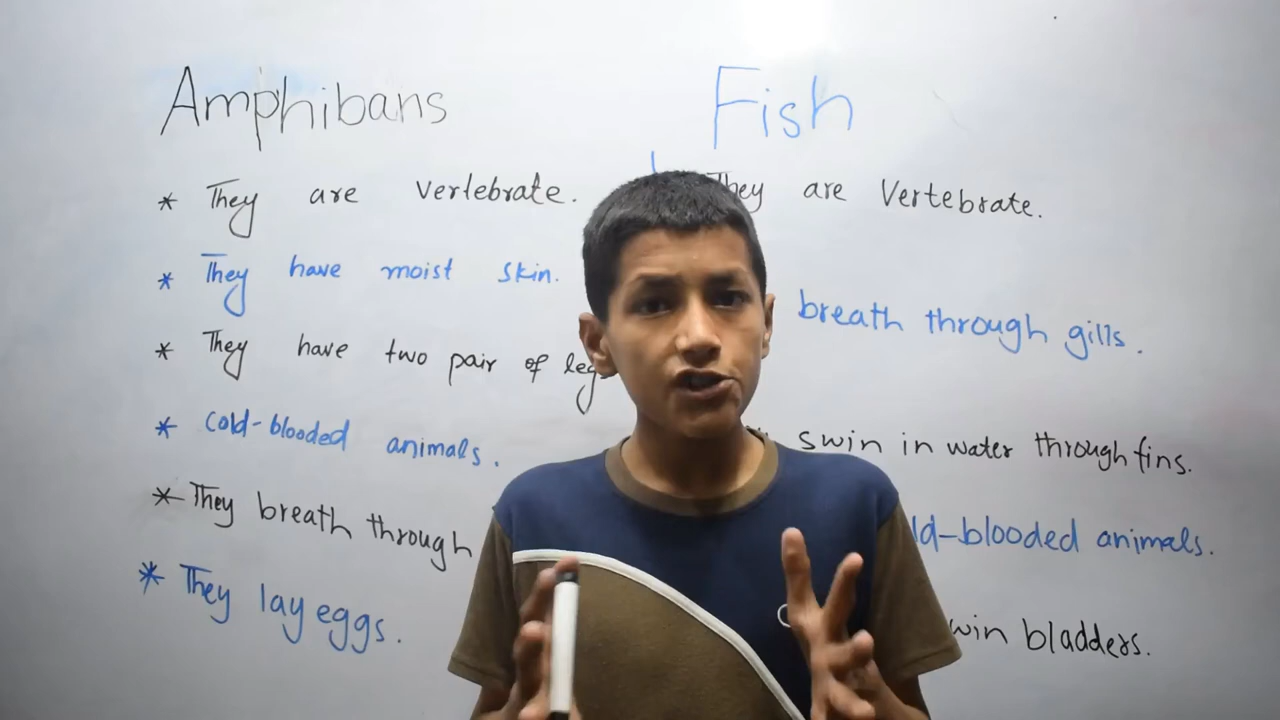 Amphibans
* They are vertebrate.
* They have moist skin.
* They have two pair of legs
* cold-blooded animals.
* They breath through
* They lay eggs.
Fish
They are Vertebrate.
breath through gills.
swin in water through fins.
ld-blooded animals.
win bladders.